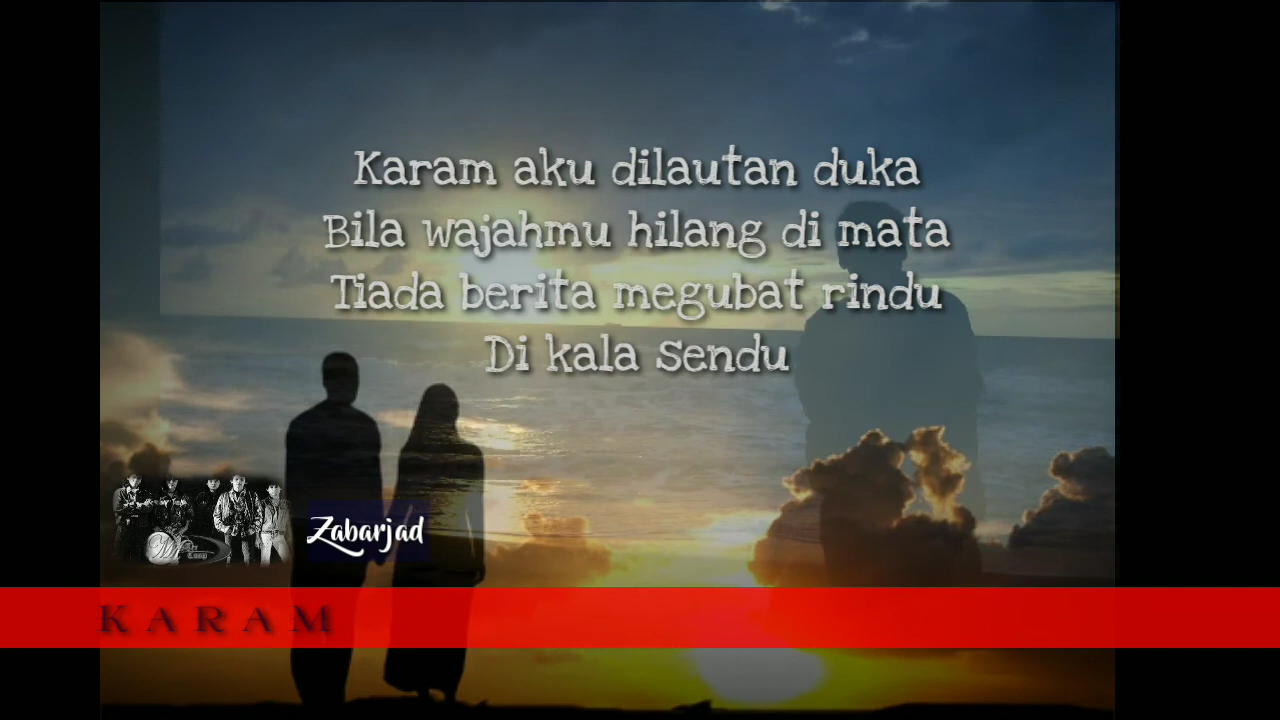 Karam aku dilautan duka
Bila wajahmu hilang di mata
Tiada berita megubat rindu
Di kala sendu
Zabarjad
KARAM